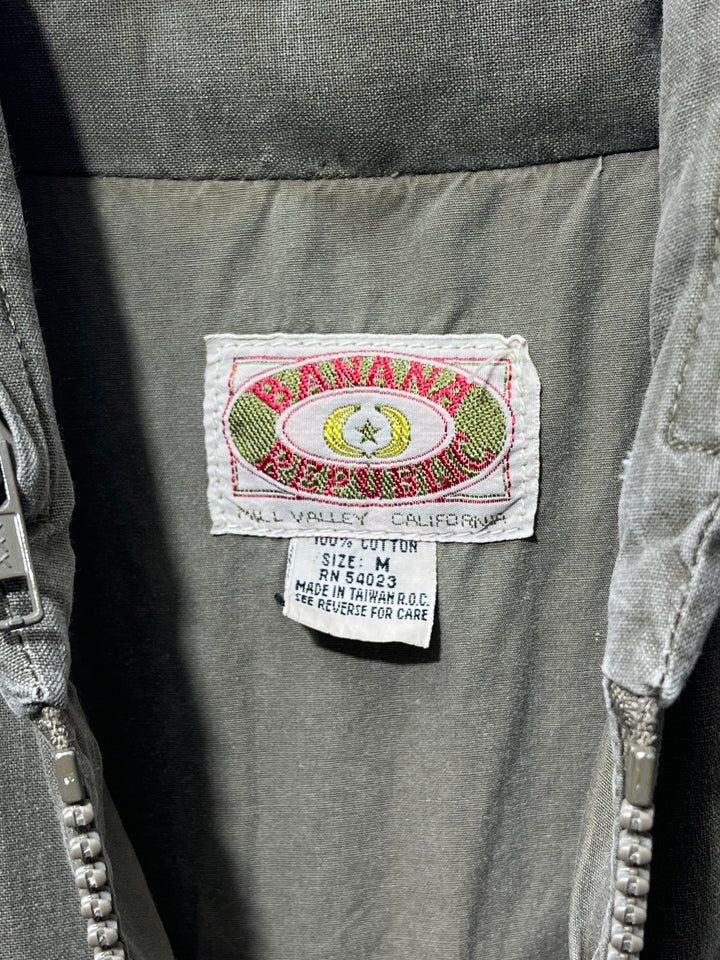 BANANA
REPUBLIC
MILL VALLEY CALIFORNIA
100% COTTON
SIZE: M
RN 54023
MADE IN TAIWAN R.O.C.
SEE REVERSE FOR CARE